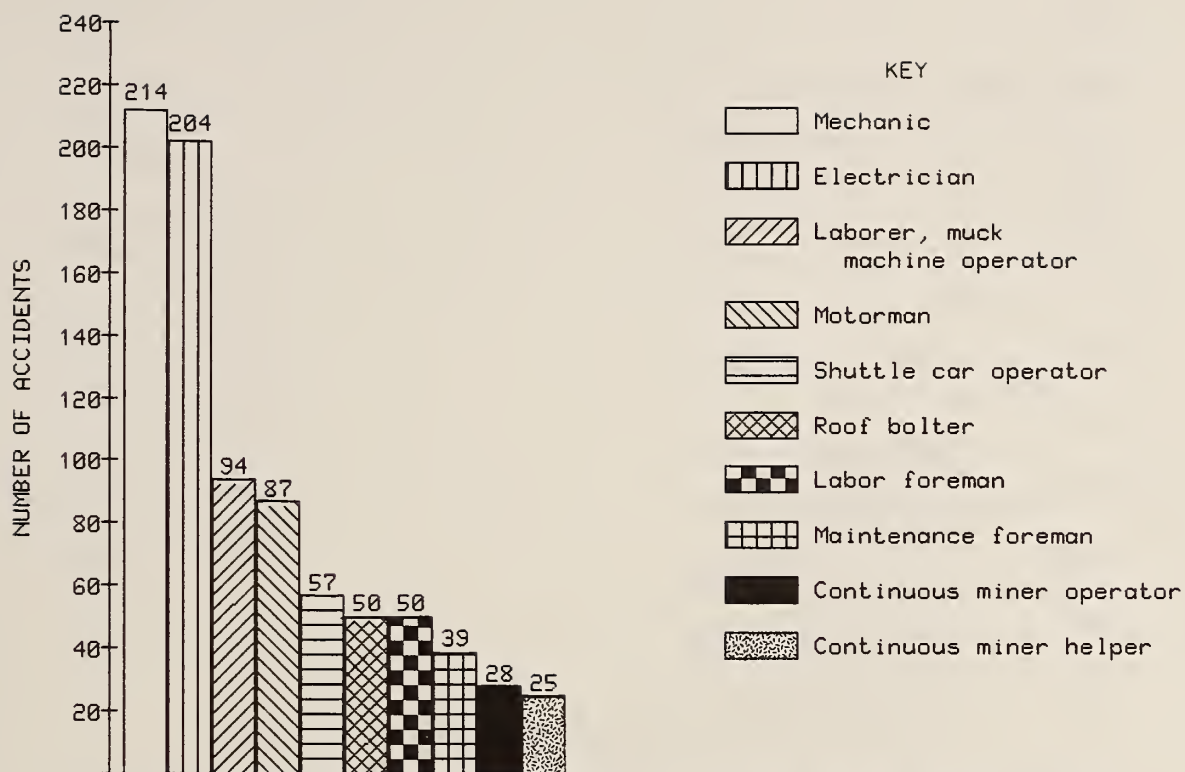 240
220
200
180
160
140
120
100
80
60
40
20
NUMBER OF ACCIDENTS
214
204
94
87
57
50
50
39
28
25
KEY
Mechanic
Electrician
Laborer, muck
machine operator
Motorman
Shuttle car operator
Roof bolter
Labor foreman
Maintenance foreman
Continuous miner operator
Continuous miner helper